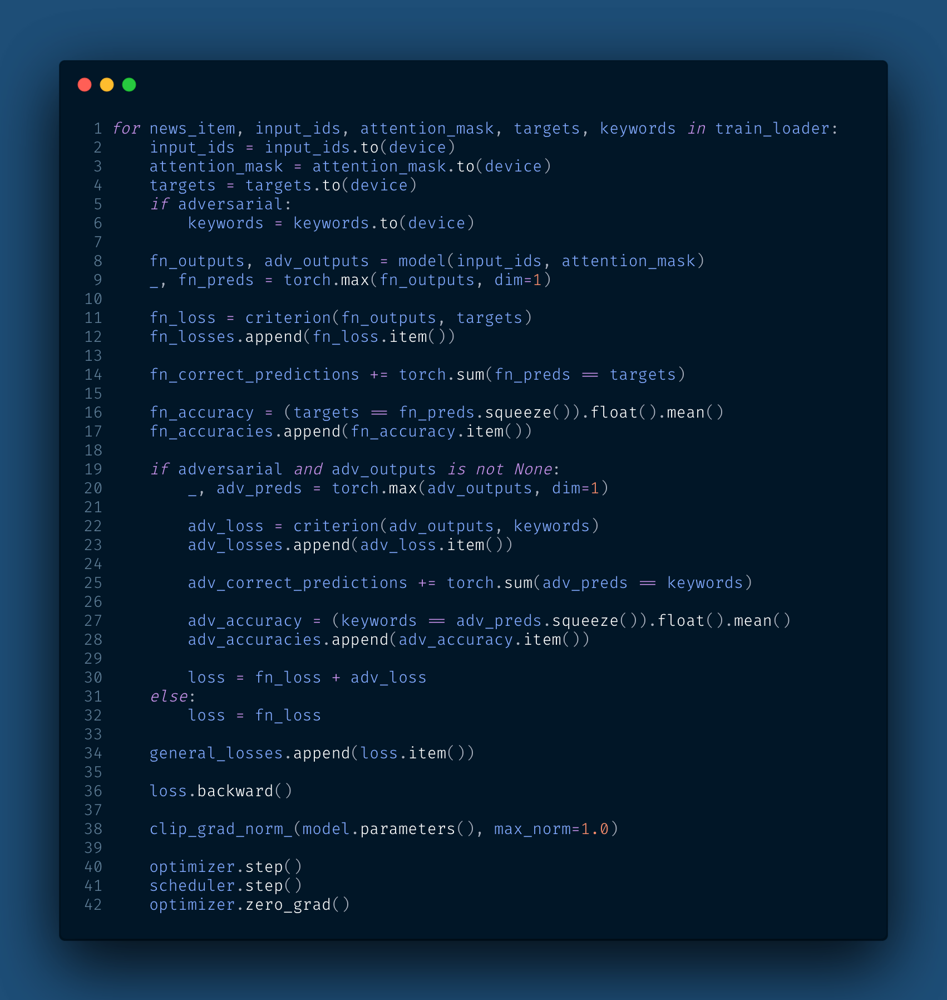 1 for news_item, input_ids, attention_mask, targets, keywords in train_loader:
2     input_ids = input_ids.to(device)
3     attention_mask = attention_mask.to(device)
4     targets = targets.to(device)
5     if adversarial:
6         keywords = keywords.to(device)
7
8     fn_outputs, adv_outputs = model(input_ids, attention_mask)
9     _, fn_preds = torch.max(fn_outputs, dim=1)
10
11     fn_loss = criterion(fn_outputs, targets)
12     fn_losses.append(fn_loss.item())
13
14     fn_correct_predictions += torch.sum(fn_preds == targets)
15
16     fn_accuracy = (targets == fn_preds.squeeze()).float().mean()
17     fn_accuracies.append(fn_accuracy.item())
18
19     if adversarial and adv_outputs is not None:
20         _, adv_preds = torch.max(adv_outputs, dim=1)
21
22         adv_loss = criterion(adv_outputs, keywords)
23         adv_losses.append(adv_loss.item())
24
25         adv_correct_predictions += torch.sum(adv_preds == keywords)
26
27         adv_accuracy = (keywords == adv_preds.squeeze()).float().mean()
28         adv_accuracies.append(adv_accuracy.item())
29
30         loss = fn_loss + adv_loss
31     else:
32         loss = fn_loss
33
34     general_losses.append(loss.item())
35
36     loss.backward()
37
38     clip_grad_norm_(model.parameters(), max_norm=1.0)
39
40     optimizer.step()
41     scheduler.step()
42     optimizer.zero_grad()